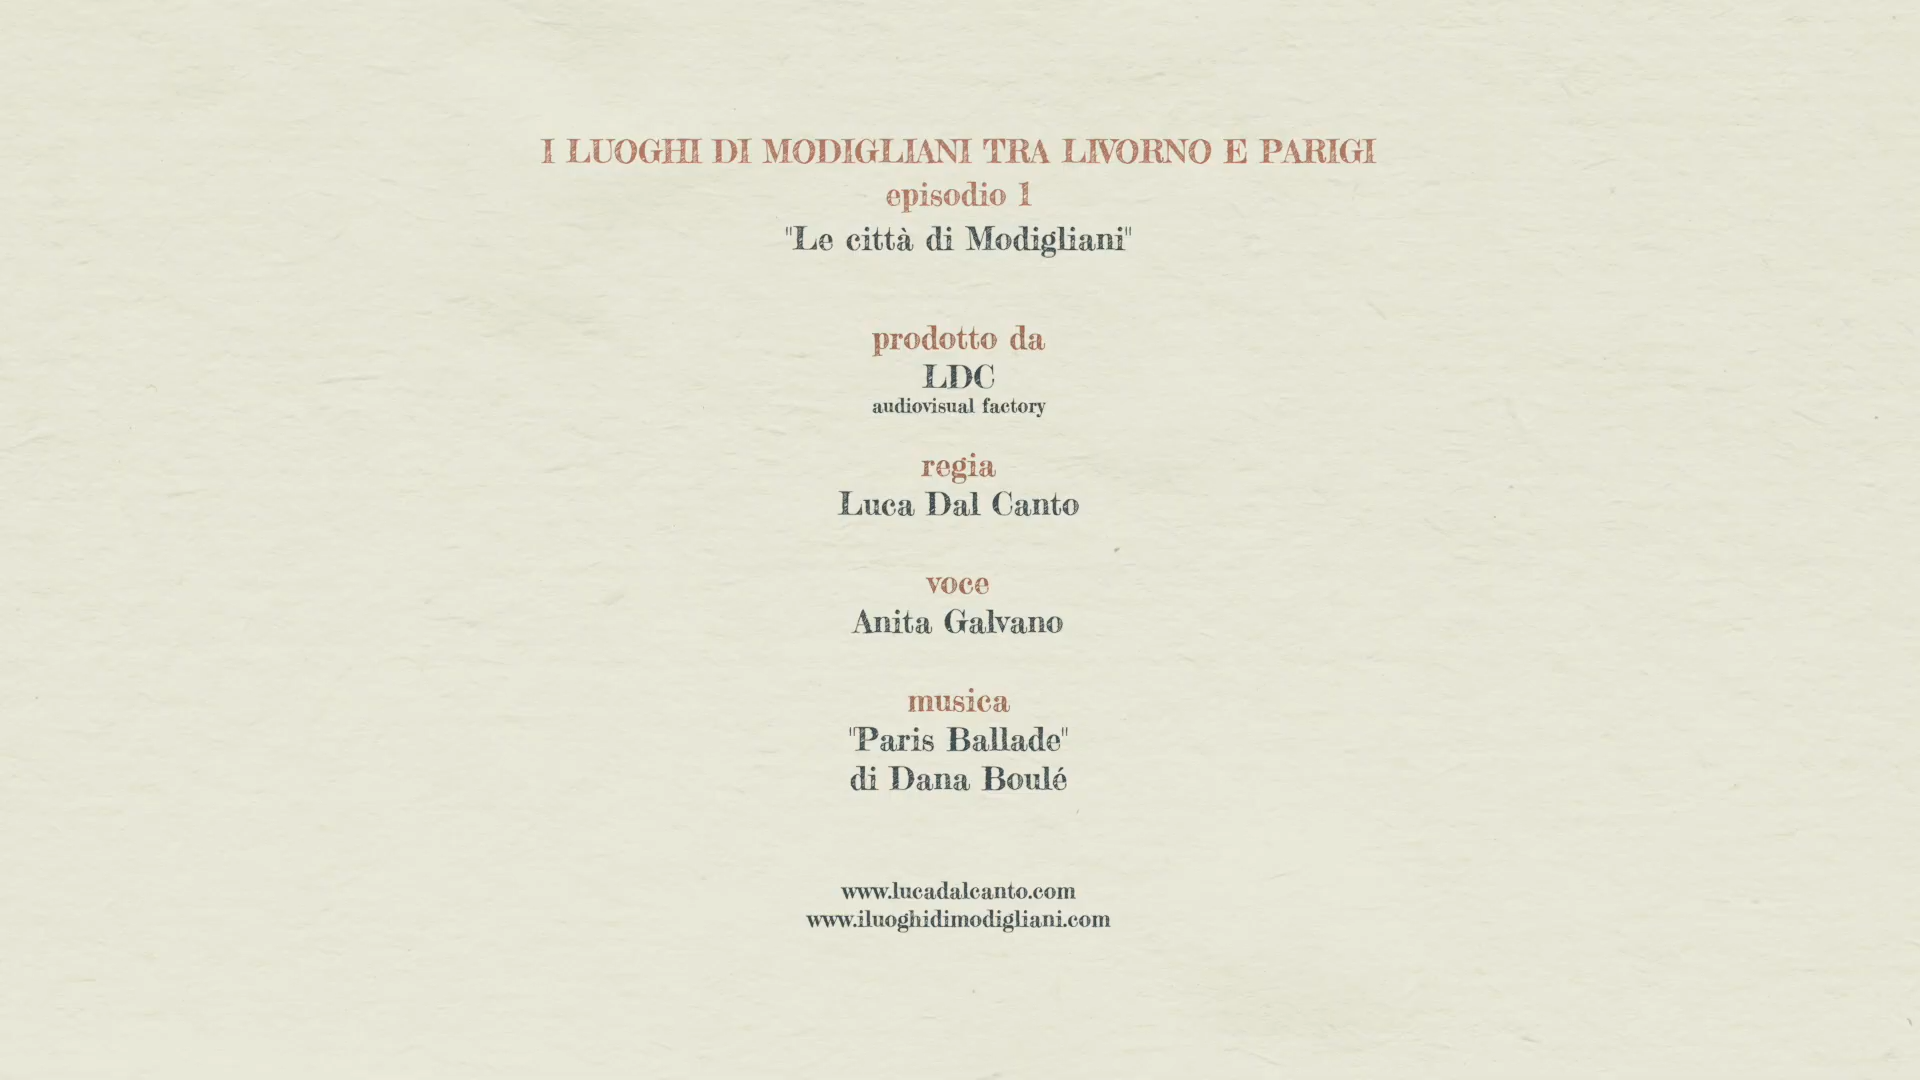 I LUOGHI DI MODIGLIANI TRA LIVORNO E PARIGI
episodio 1
"Le città di Modigliani"
prodotto da
LDC
audiovisual factory
regia
Luca Dal Canto
voce
Anita Galvano
musica
"Paris Ballade"
di Dana Boulé
www.lucadalcanto.com
www.iluoghidimodigliani.com